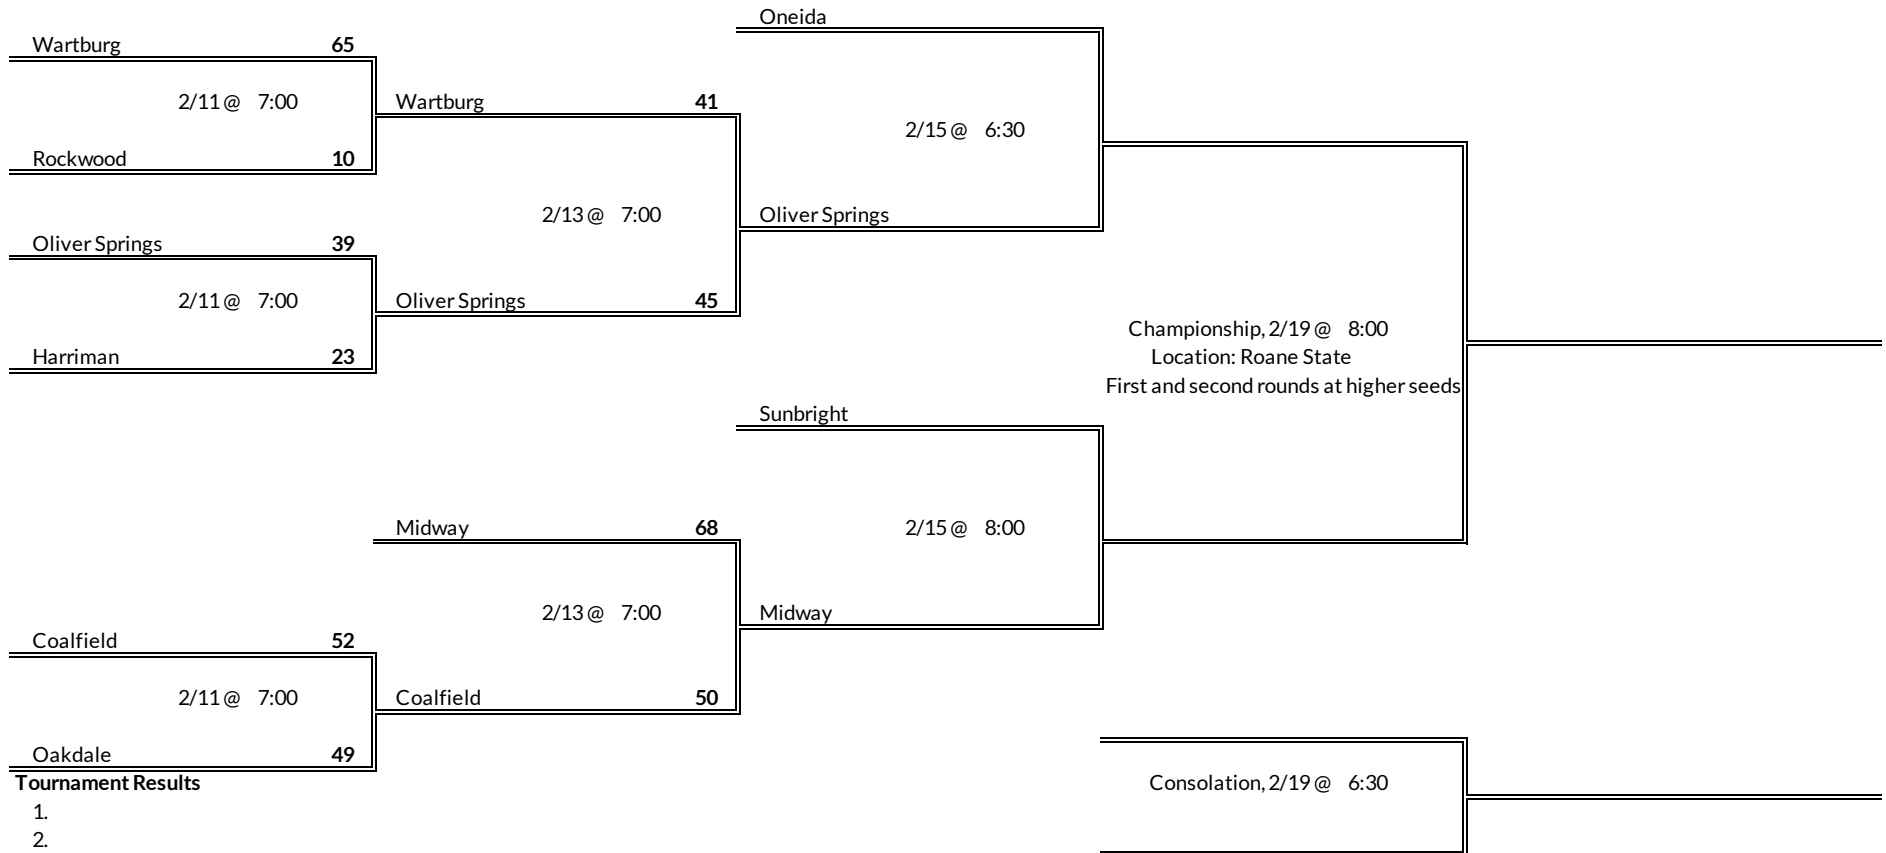 Oneida
Wartburg 65
2/11 @ 7:00 Wartburg 41
2/15 @ 6:30
Rockwood 10
2/13 @ 7:00 Oliver Springs
Oliver Springs 39
2/11 @ 7:00 Oliver Springs 45
Championship, 2/19 @ 8:00
Harriman 23 Location: Roane State
First and second rounds at higher seeds
Sunbright
Midway 68 2/15 @ 8:00
2/13 @ 7:00 Midway
Coalfield 52
2/11 @ 7:00 Coalfield 50
Oakdale 49
Tournament Results Consolation, 2/19 @ 6:30
1.
2.